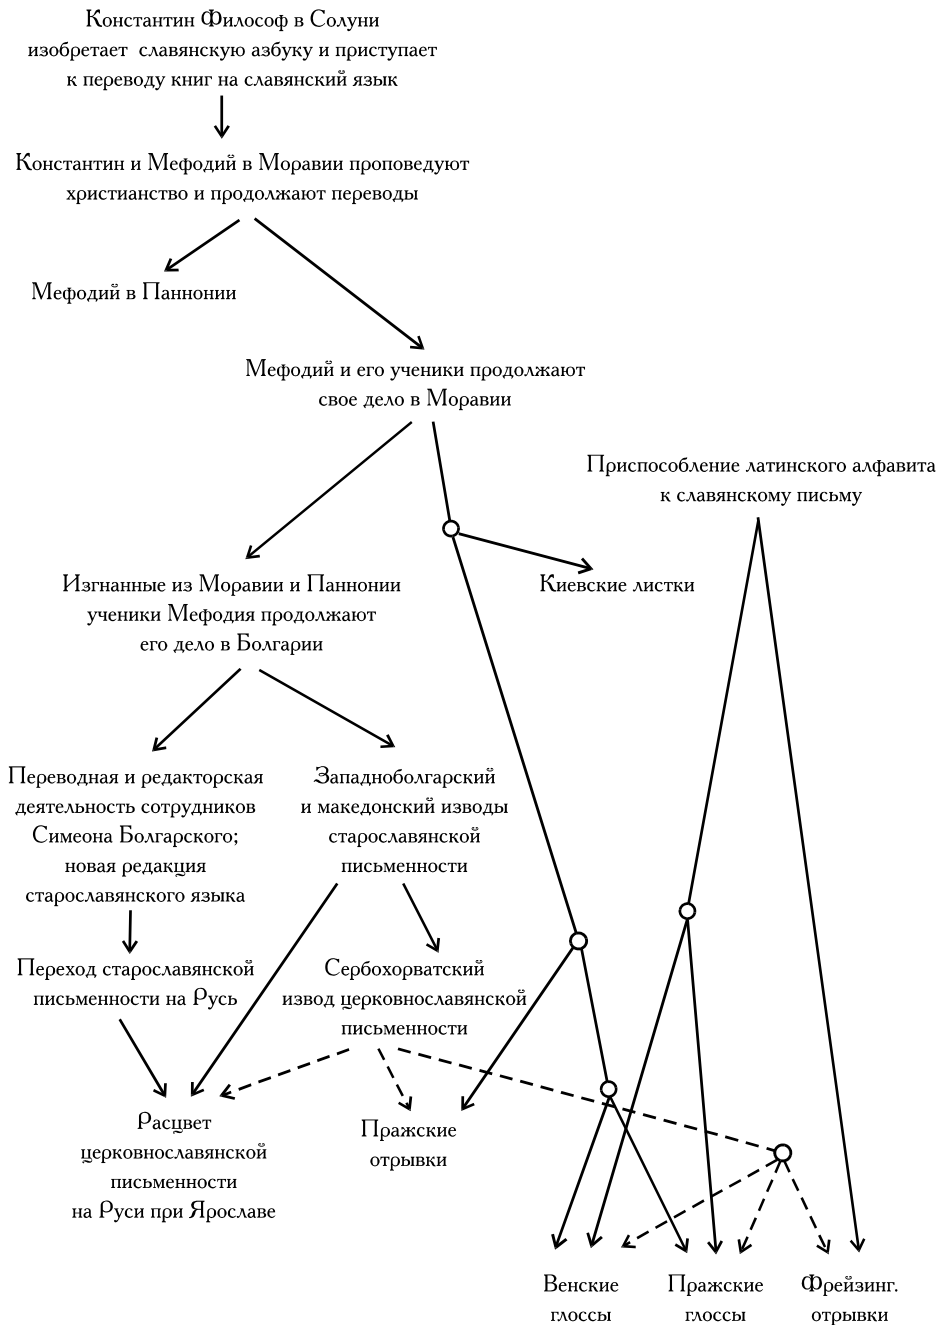 Константин Философ в Солуни
изобретает славянскую азбуку и приступает
к переводу книг на славянский язык
Константин и Мефодий в Моравии проповедуют
христианство и продолжают переводы
Мефодий в Паннонии
Мефодий и его ученики продолжают
свое дело в Моравии
Приспособление латинского алфавита
к славянскому письму
Киевские листки
Изгнанные из Моравии и Паннонии
ученики Мефодия продолжают
его дело в Болгарии
Переводная и редакторская
деятельность сотрудников
Симеона Болгарского;
новая редакция
старославянского языка
Западноболгарский
и македонский изводы
старославянской
письменности
Переход старославянской
письменности на Русь
Сербохорватский
извод церковнославянской
письменности
Расцвет
церковнославянской
письменности
на Руси при Ярославе
Пражские
отрывки
Венские
глоссы
Пражские
глоссы
Фрейзинг.
отрывки